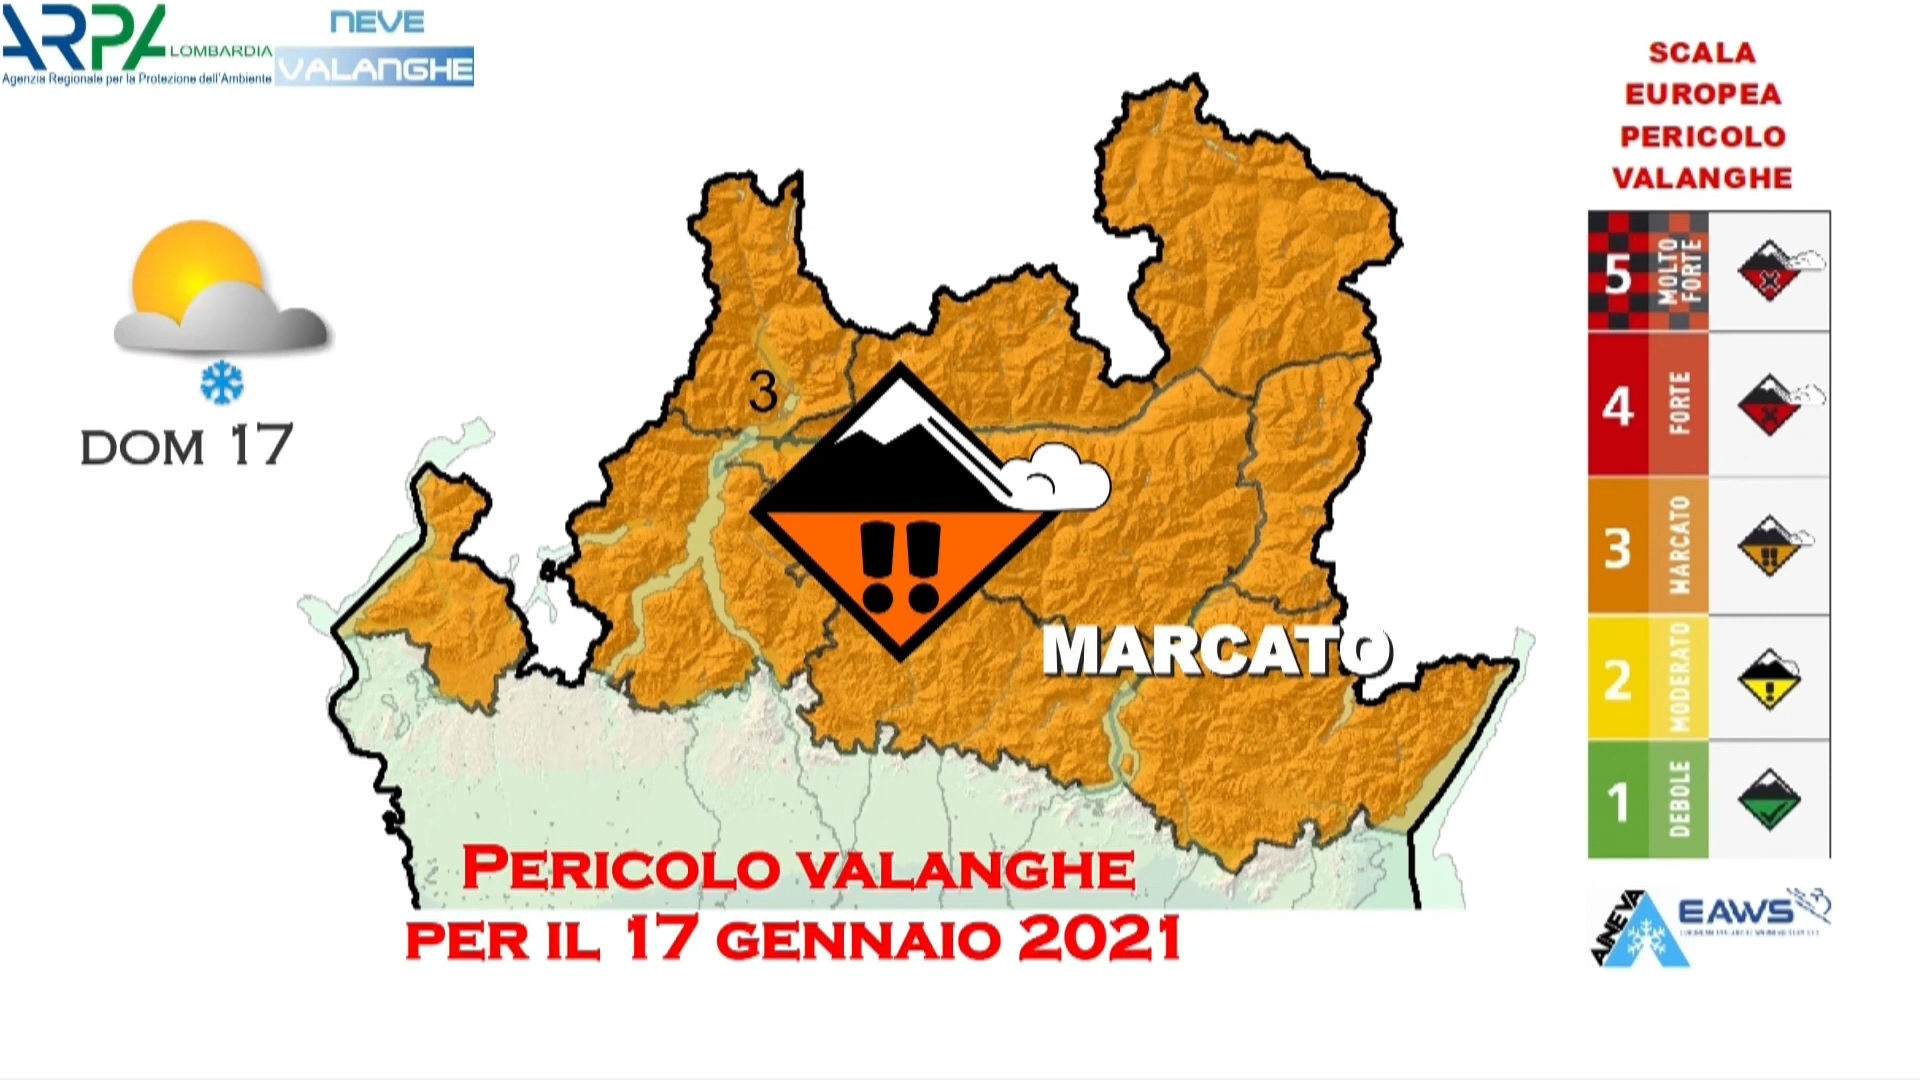 ARPA LOMBARDIA
Agenzia Regionale per la Protezione dell'Ambiente
NEVE
VALANGHE
DOM 17
3
MARCATO
PERICOLO VALANGHE
PER IL 17 GENNAIO 2021
SCALA
EUROPEA
PERICOLO
VALANGHE
5 MOLTO FORTE
4 FORTE
3 MARCATO
2 MODERATO
1 DEBOLE
AINEVA
EAWS